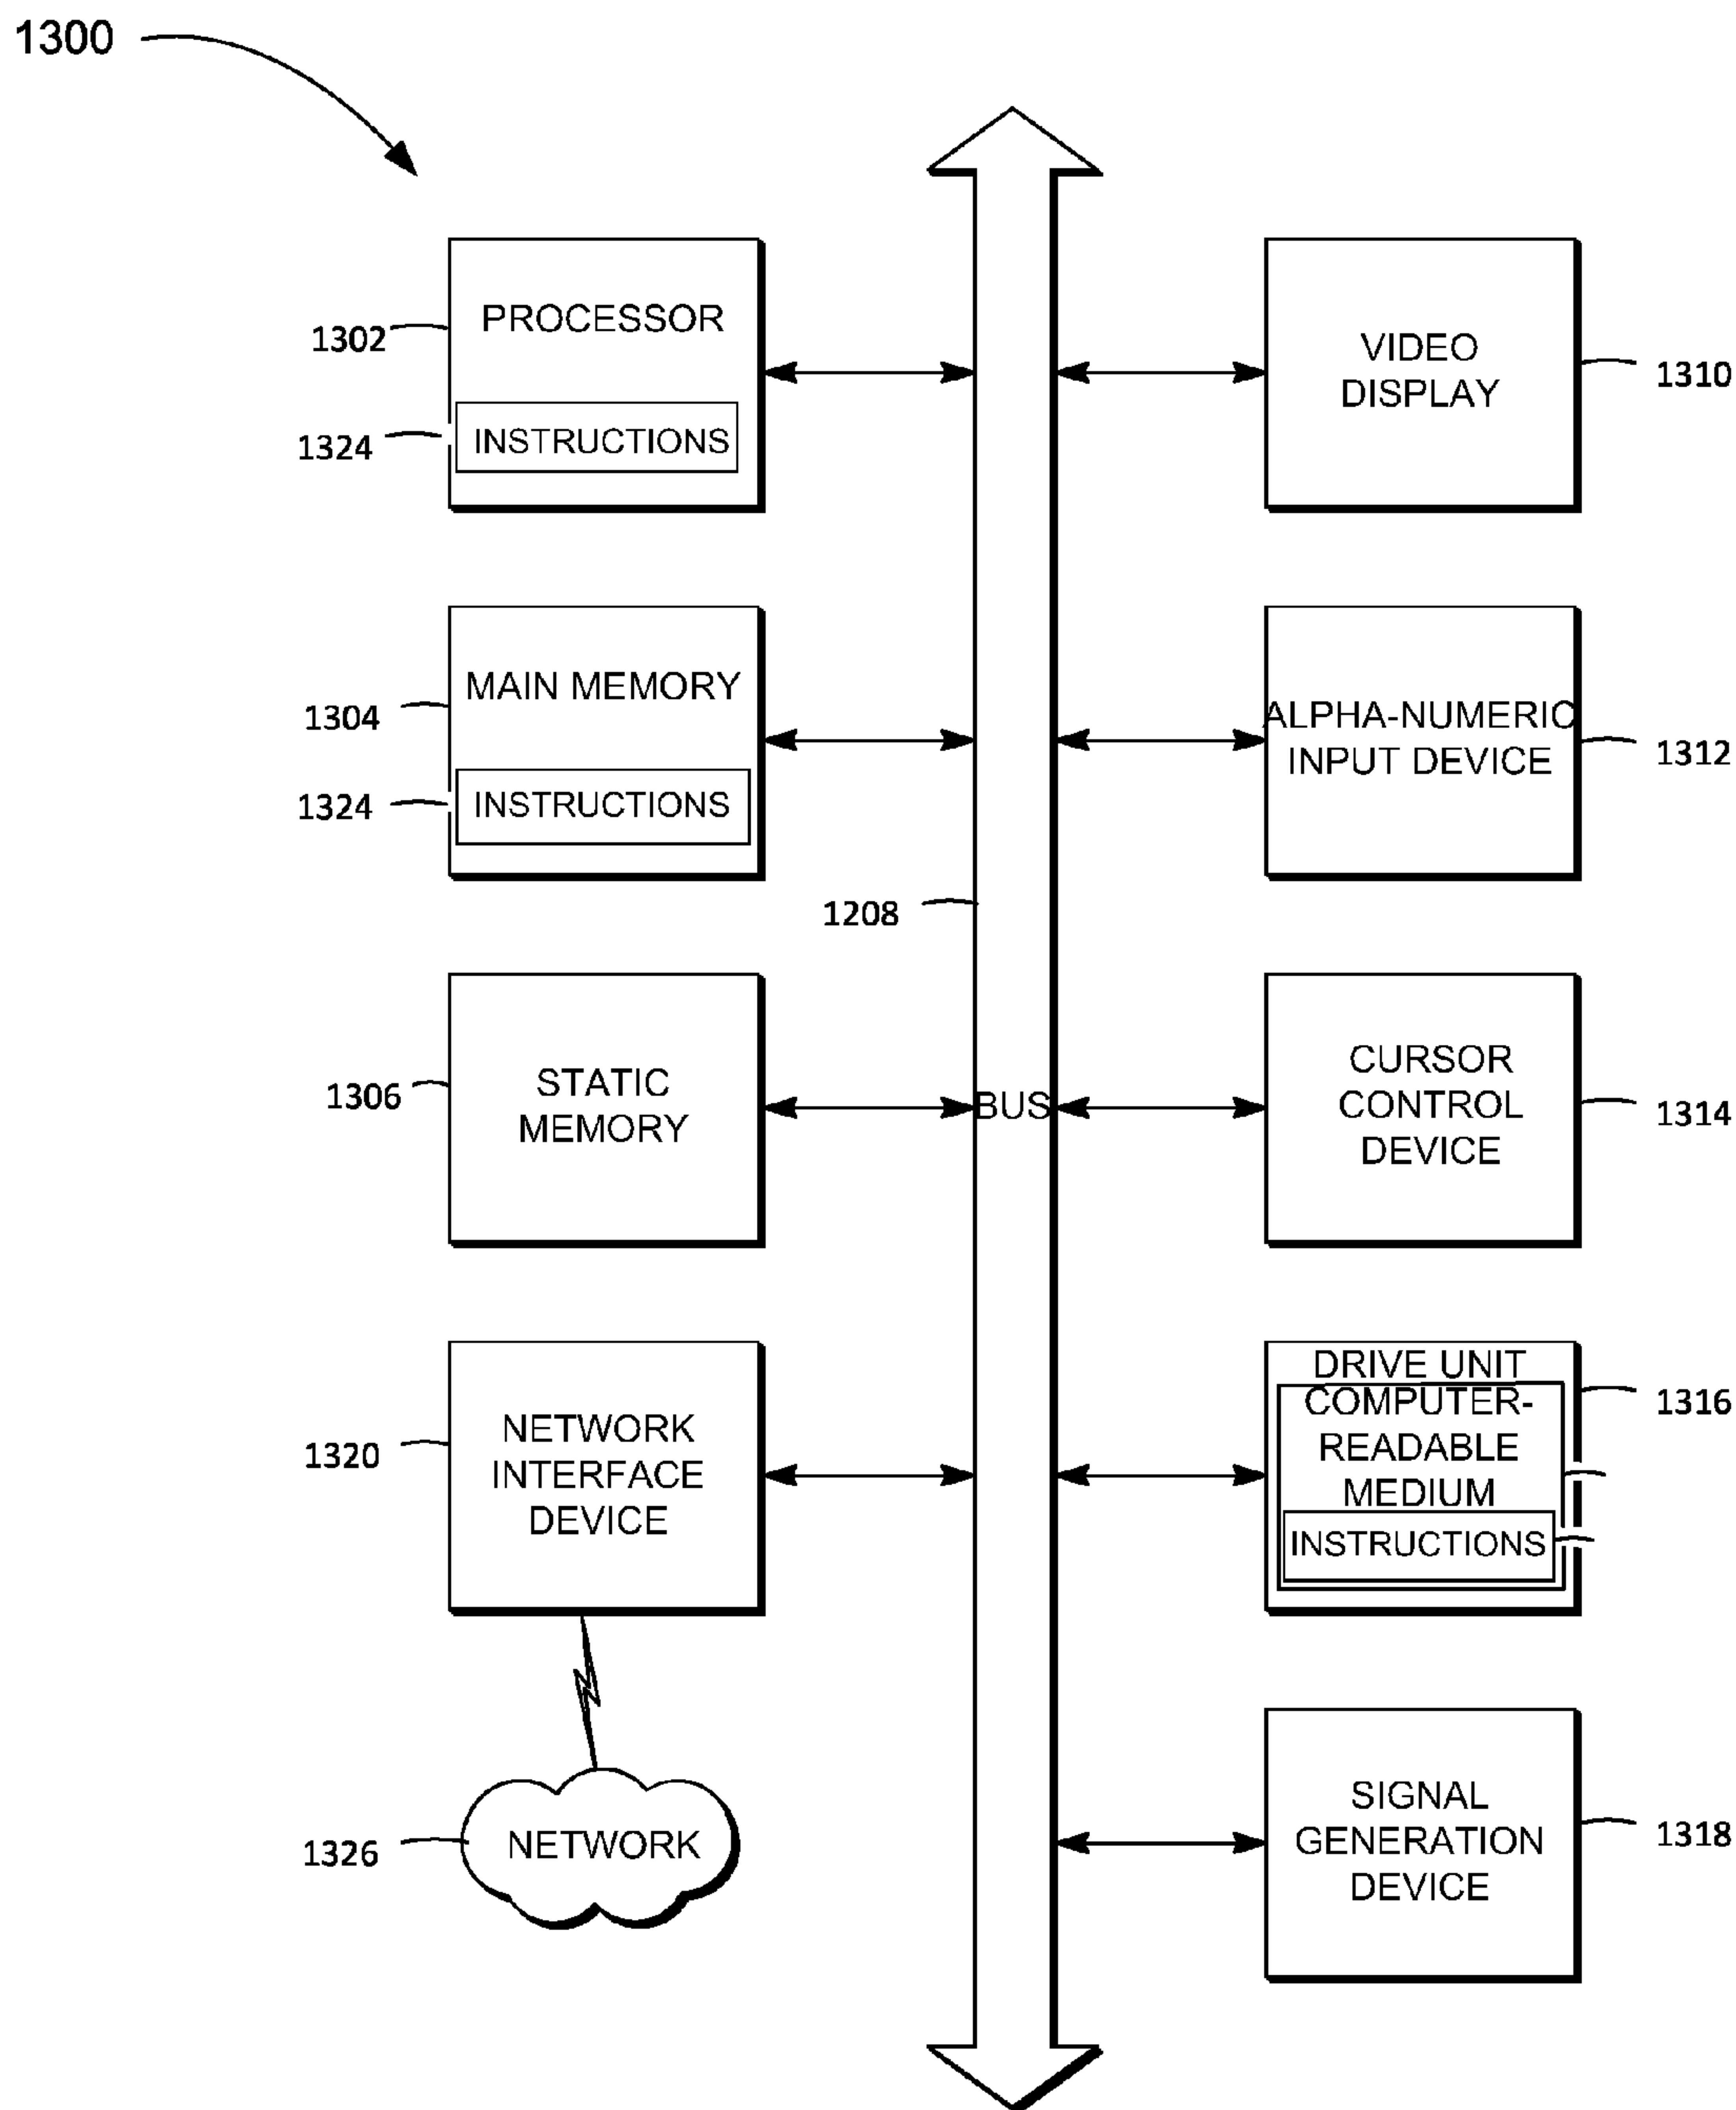 1300
1302
PROCESSOR
1324
INSTRUCTIONS
VIDEO
DISPLAY
1310
1304
MAIN MEMORY
1324
INSTRUCTIONS
ALPHA-NUMERIC
INPUT DEVICE
1312
1208
1306
STATIC
MEMORY
BUS
CURSOR
CONTROL
DEVICE
1314
1320
NETWORK
INTERFACE
DEVICE
DRIVE UNIT
COMPUTER-
READABLE
MEDIUM
INSTRUCTIONS
1316
1326
NETWORK
SIGNAL
GENERATION
DEVICE
1318